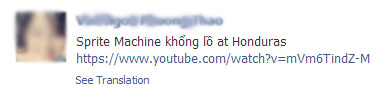 Sprite Machine khổng lồ at Honduras
https://www.youtube.com/watch?v=mVm6TindZ-M
See Translation